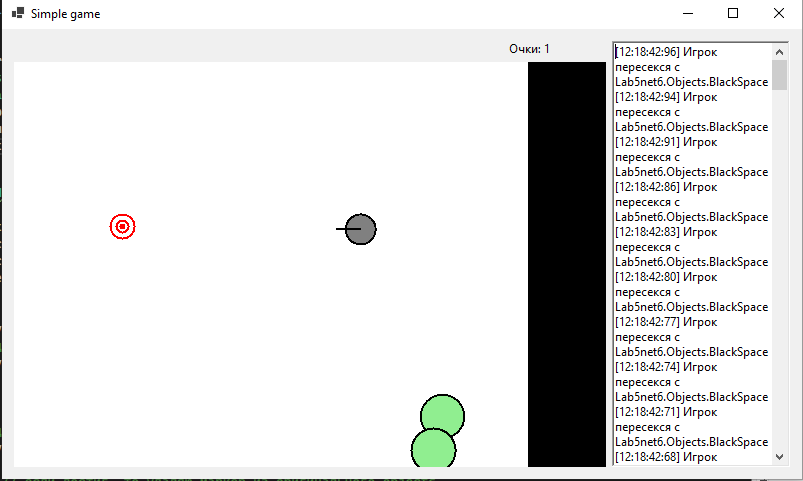 Simple game
Очки: 1
[12:18:42:96] Игрок
пересекся с
Lab5net6.Objects.BlackSpace
[12:18:42:94] Игрок
пересекся с
Lab5net6.Objects.BlackSpace
[12:18:42:91] Игрок
пересекся с
Lab5net6.Objects.BlackSpace
[12:18:42:86] Игрок
пересекся с
Lab5net6.Objects.BlackSpace
[12:18:42:83] Игрок
пересекся с
Lab5net6.Objects.BlackSpace
[12:18:42:80] Игрок
пересекся с
Lab5net6.Objects.BlackSpace
[12:18:42:77] Игрок
пересекся с
Lab5net6.Objects.BlackSpace
[12:18:42:74] Игрок
пересекся с
Lab5net6.Objects.BlackSpace
[12:18:42:71] Игрок
пересекся с
Lab5net6.Objects.BlackSpace
[12:18:42:68] Игрок